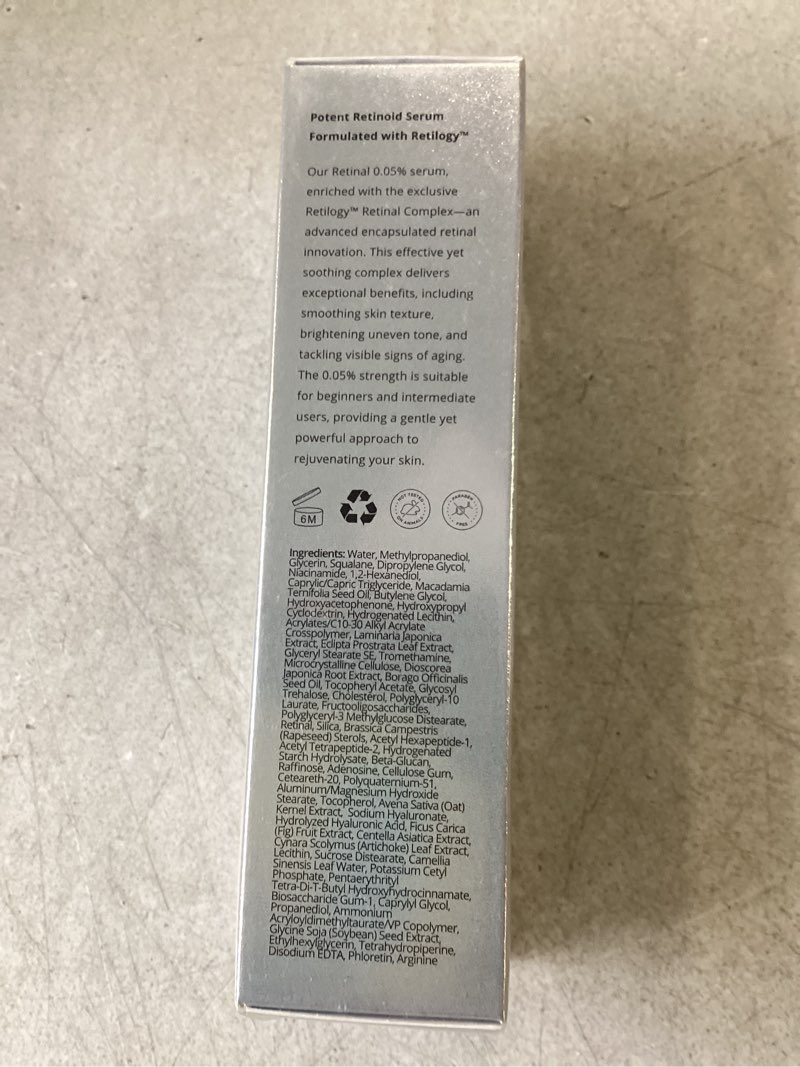 Potent Retinoid Serum
Formulated with Retilogy™
Our Retinal 0.05% serum,
enriched with the exclusive
Retilogy™ Retinal Complex—an
advanced encapsulated retinal
innovation. This effective yet
soothing complex delivers
exceptional benefits, including
smoothing skin texture,
brightening uneven tone, and
tackling visible signs of aging.
The 0.05% strength is suitable
for beginners and intermediate
users, providing a gentle yet
powerful approach to
rejuvenating your skin.
6M
NOT TESTED
ON ANIMALS
PARABEN
FREE
Ingredients: Water, Methylpropanediol,
Glycerin, Squalane, Dipropylene Glycol,
Niacinamide, 1,2-Hexanediol,
Caprylic/Capric Triglyceride, Macadamia
Ternifolia Seed Oil, Butylene Glycol,
Hydroxyacetophenone, Hydroxypropyl
Cyclodextrin, Hydrogenated Lecithin,
Acrylates/C10-30 Alkyl Acrylate
Crosspolymer, Laminaria Japonica
Extract, Eclipta Prostrata Leaf Extract,
Glyceryl Stearate SE, Tromethamine,
Microcrystalline Cellulose, Dioscorea
Japonica Root Extract, Borago Officinalis
Seed Oil, Tocopheryl Acetate, Glycosyl
Trehalose, Cholesterol, Polyglyceryl-10
Laurate, Fructooligosaccharides,
Polyglyceryl-3 Methylglucose Distearate,
Retinal, Silica, Brassica Campestris
(Rapeseed) Sterols, Acetyl Hexapeptide-1,
Acetyl Tetrapeptide-2, Hydrogenated
Starch Hydrolysate, Beta-Glucan,
Raffinose, Adenosine, Cellulose Gum,
Ceteareth-20, Polyquaternium-51,
Aluminum/Magnesium Hydroxide
Stearate, Tocopherol, Avena Sativa (Oat)
Kernel Extract, Sodium Hyaluronate,
Hydrolyzed Hyaluronic Acid, Ficus Carica
(Fig) Fruit Extract, Centella Asiatica Extract,
Cynara Scolymus (Artichoke) Leaf Extract,
Lecithin, Sucrose Distearate, Camellia
Sinensis Leaf Water, Potassium Cetyl
Phosphate, Pentaerythrityl
Tetra-Di-T-Butyl Hydroxyhydrocinnamate,
Biosaccharide Gum-1, Caprylyl Glycol,
Propanediol, Ammonium
Acryloyldimethyltaurate/VP Copolymer,
Glycine Soja (Soybean) Seed Extract,
Ethylhexylglycerin, Tetrahydropiperine,
Disodium EDTA, Phloretin, Arginine